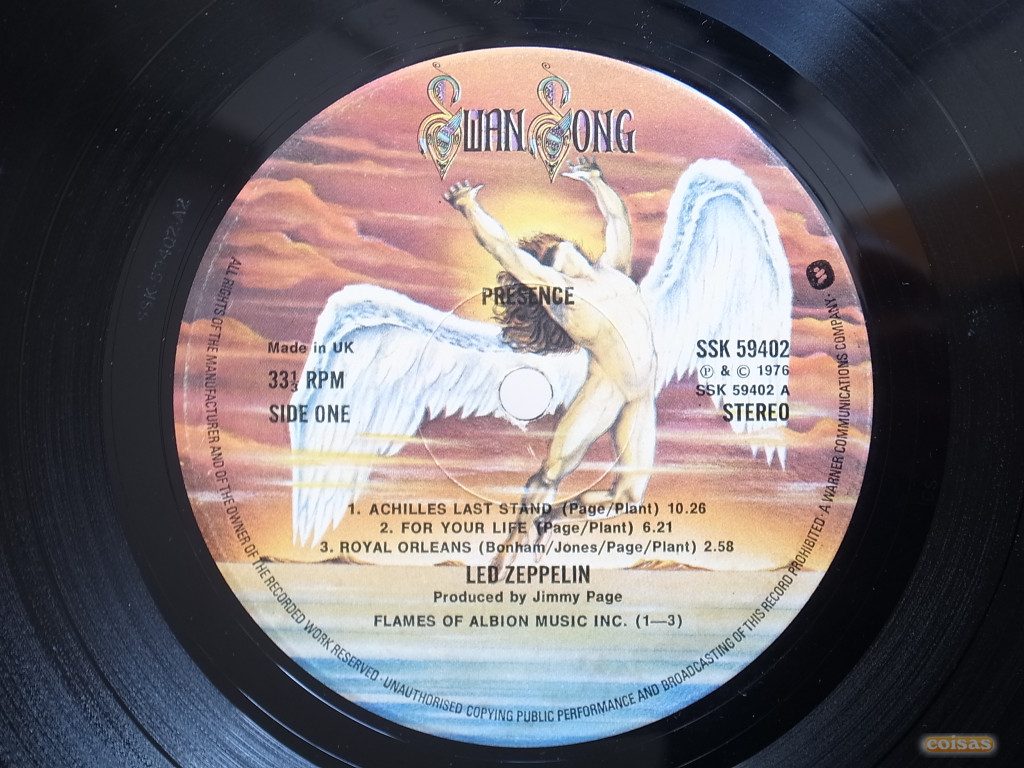 SWAN SONG
PRESENCE
Made in UK
33⅓ RPM
SIDE ONE
SSK 59402
Ⓟ & © 1976
SSK 59402 A
STEREO
1. ACHILLES LAST STAND (Page/Plant) 10.26
2. FOR YOUR LIFE (Page/Plant) 6.21
3. ROYAL ORLEANS (Bonham/Jones/Page/Plant) 2.58
LED ZEPPELIN
Produced by Jimmy Page
FLAMES OF ALBION MUSIC INC. (1—3)
ALL RIGHTS OF THE MANUFACTURER AND OF THE OWNER OF THE RECORDED WORK RESERVED · UNAUTHORISED COPYING PUBLIC PERFORMANCE AND BROADCASTING OF THIS RECORD PROHIBITED · A WARNER COMMUNICATIONS COMPANY ·
coisas